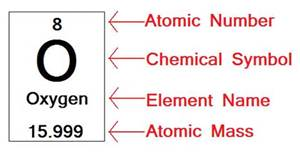 8 Atomic Number
O Chemical Symbol
Oxygen Element Name
15.999 Atomic Mass